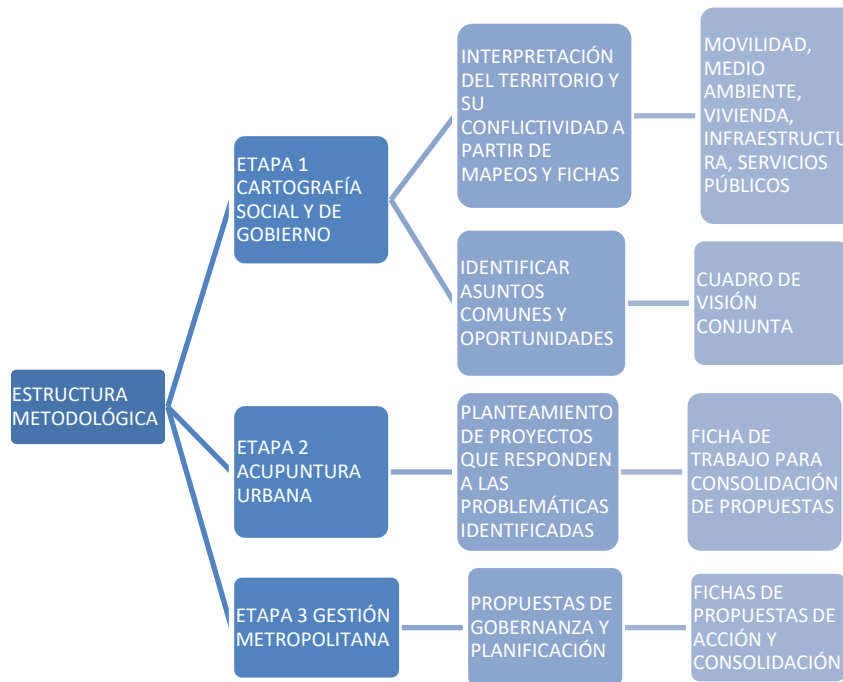 ESTRUCTURA
METODOLÓGICA
ETAPA 1
CARTOGRAFÍA
SOCIAL Y DE
GOBIERNO
INTERPRETACIÓN
DEL TERRITORIO Y
SU
CONFLICTIVIDAD A
PARTIR DE
MAPEOS Y FICHAS
MOVILIDAD,
MEDIO
AMBIENTE,
VIVIENDA,
INFRAESTRUCTU
RA, SERVICIOS
PÚBLICOS
IDENTIFICAR
ASUNTOS
COMUNES Y
OPORTUNIDADES
CUADRO DE
VISIÓN
CONJUNTA
ETAPA 2
ACUPUNTURA
URBANA
PLANTEAMIENTO
DE PROYECTOS
QUE RESPONDEN
A LAS
PROBLEMÁTICAS
IDENTIFICADAS
FICHA DE
TRABAJO PARA
CONSOLIDACIÓN
DE PROPUESTAS
ETAPA 3 GESTIÓN
METROPOLITANA
PROPUESTAS DE
GOBERNANZA Y
PLANIFICACIÓN
FICHAS DE
PROPUESTAS DE
ACCIÓN Y
CONSOLIDACIÓN